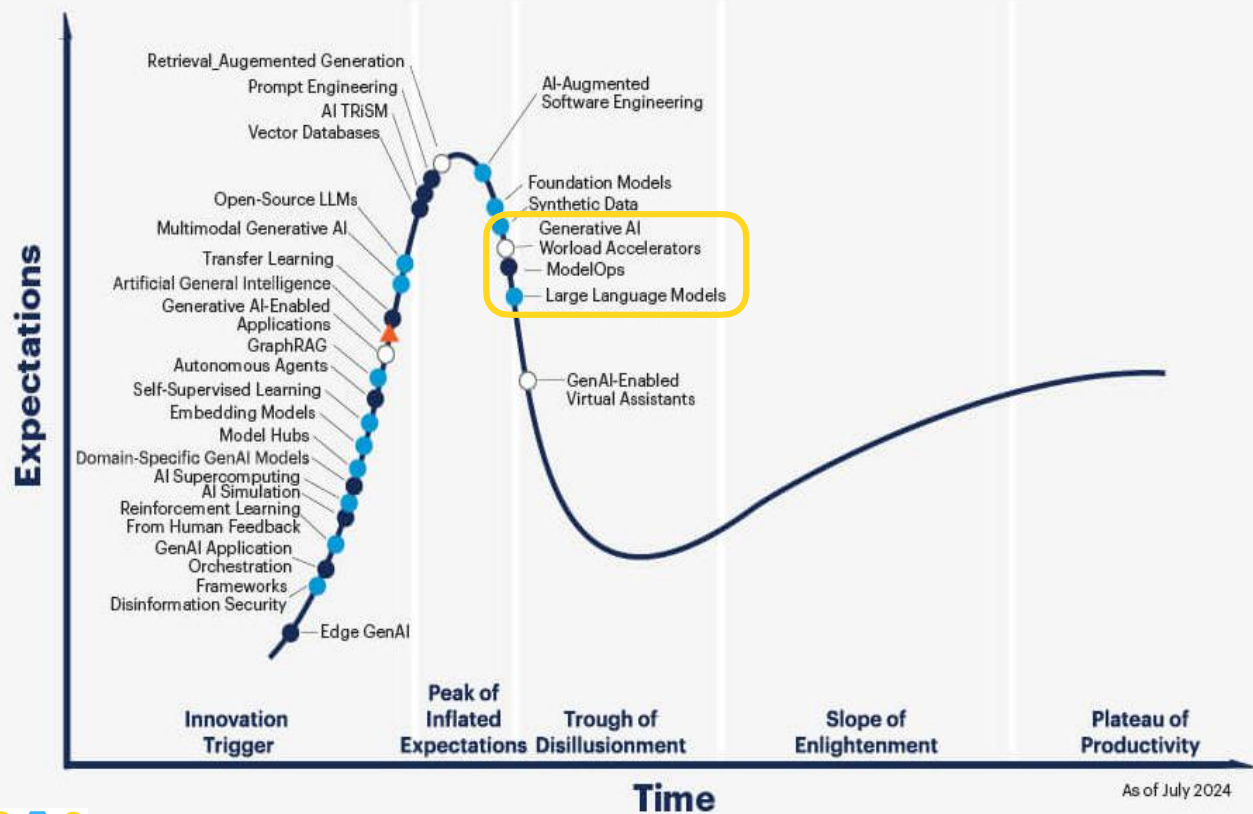 Retrieval_Augemented Generation
Prompt Engineering
AI TRiSM
Vector Databases
Open-Source LLMs
Multimodal Generative AI
Transfer Learning
Artificial General Intelligence
Generative AI-Enabled
Applications
GraphRAG
Autonomous Agents
Self-Supervised Learning
Embedding Models
Model Hubs
Domain-Specific GenAI Models
AI Supercomputing
AI Simulation
Reinforcement Learning
From Human Feedback
GenAI Application
Orchestration
Frameworks
Disinformation Security
Edge GenAI
AI-Augmented
Software Engineering
Foundation Models
Synthetic Data
Generative AI
Worload Accelerators
ModelOps
Large Language Models
GenAI-Enabled
Virtual Assistants
Expectations
Innovation
Trigger
Peak of
Inflated
Expectations
Trough of
Disillusionment
Slope of
Enlightenment
Plateau of
Productivity
Time
As of July 2024